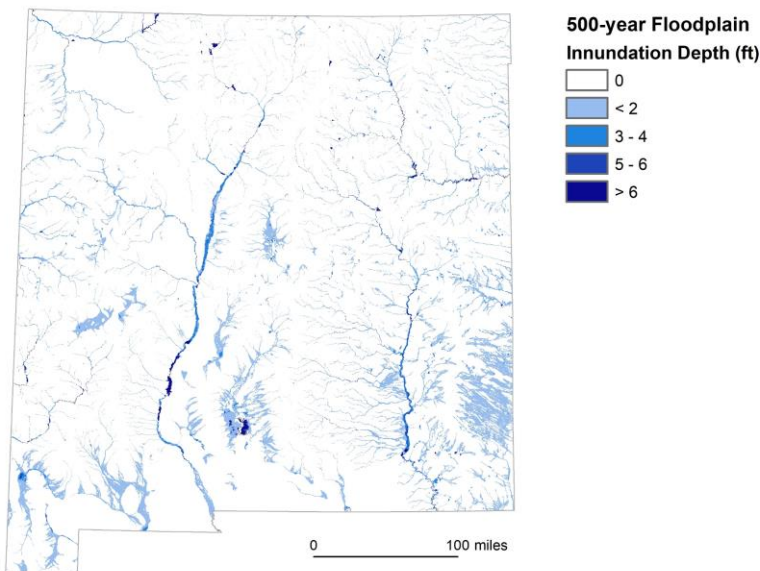 500-year Floodplain
Innundation Depth (ft)
0
< 2
3 - 4
5 - 6
> 6
0 100 miles